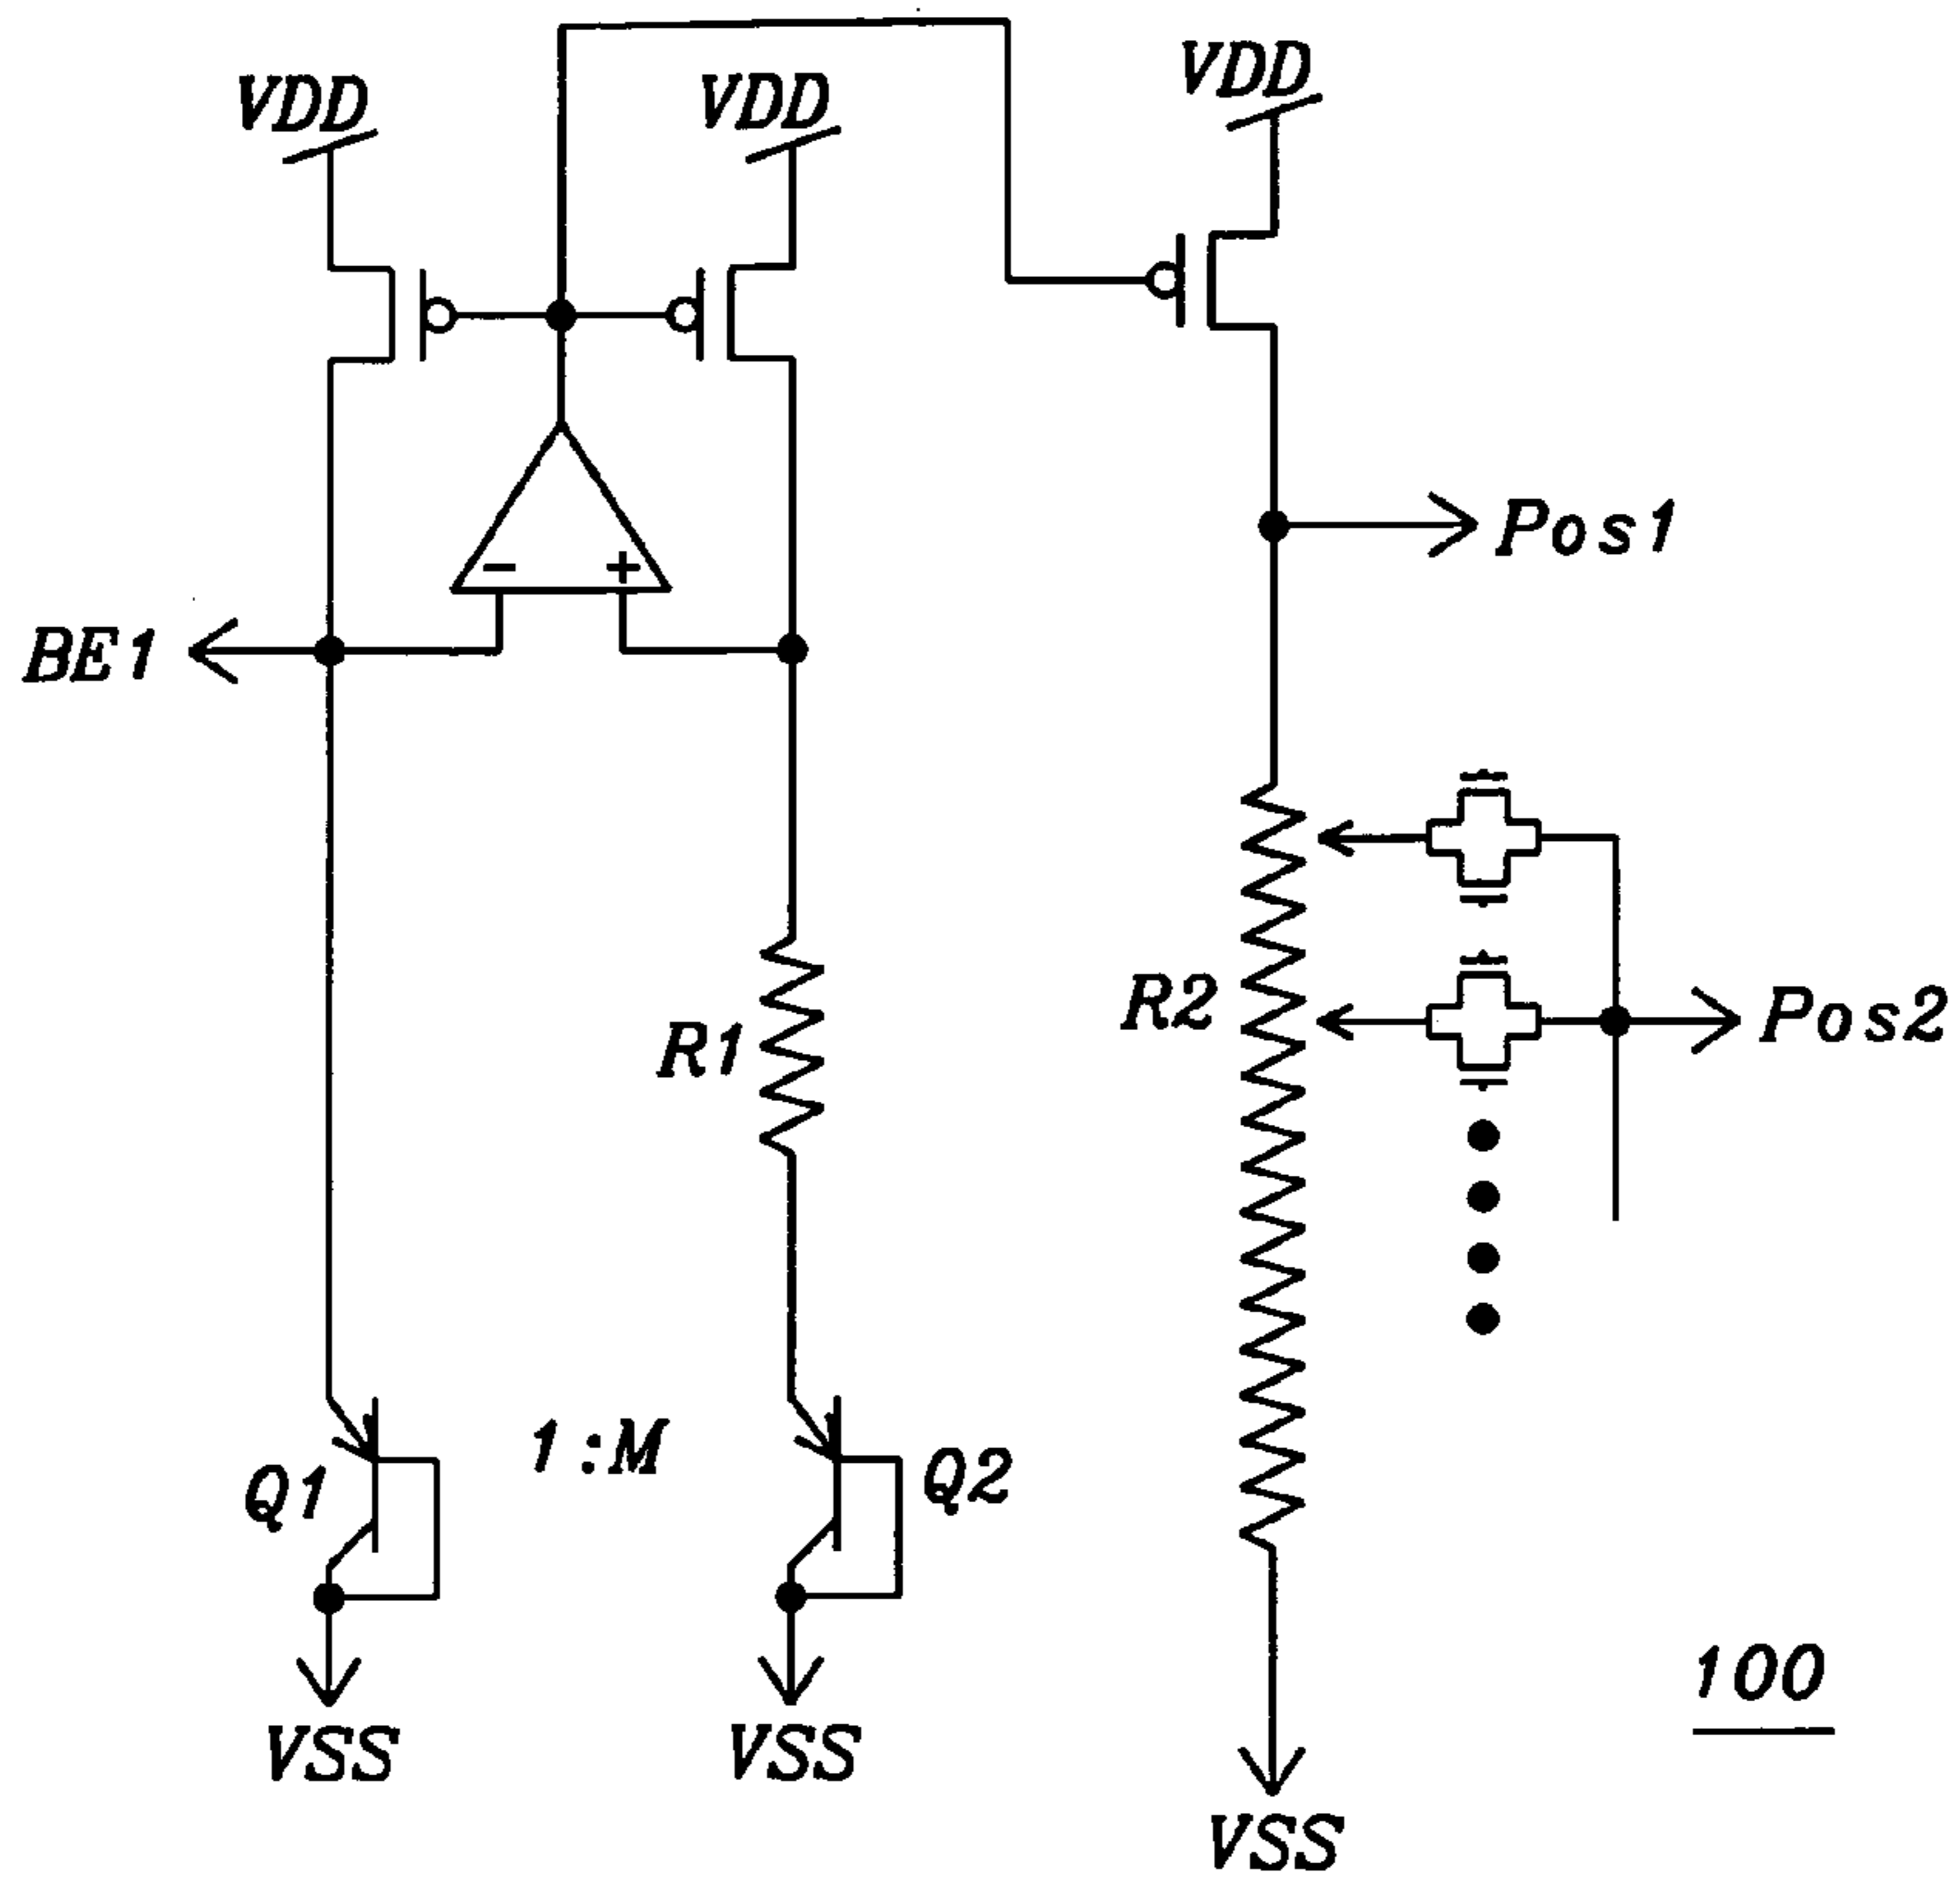 VDD
VDD
VDD
- +
Pos1
BE1
R1
R2
Pos2
Q1
1:M
Q2
VSS
VSS
VSS
100